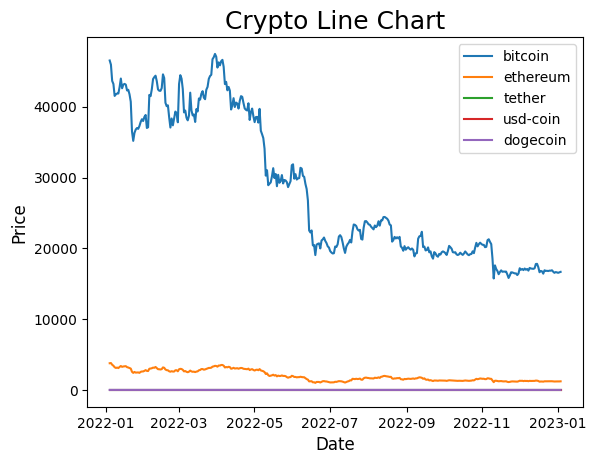 Crypto Line Chart
bitcoin
ethereum
tether
usd-coin
dogecoin
Price
40000
30000
20000
10000
0
2022-01 2022-03 2022-05 2022-07 2022-09 2022-11 2023-01
Date